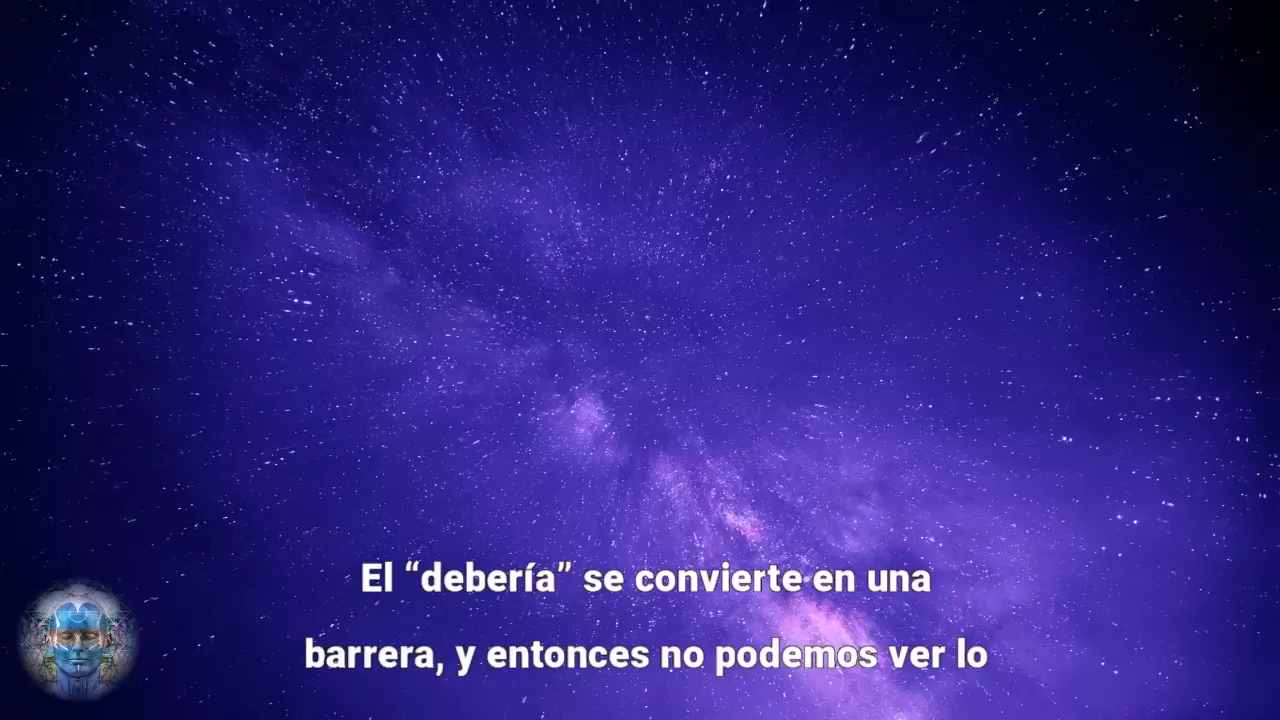 El “debería” se convierte en una
barrera, y entonces no podemos ver lo